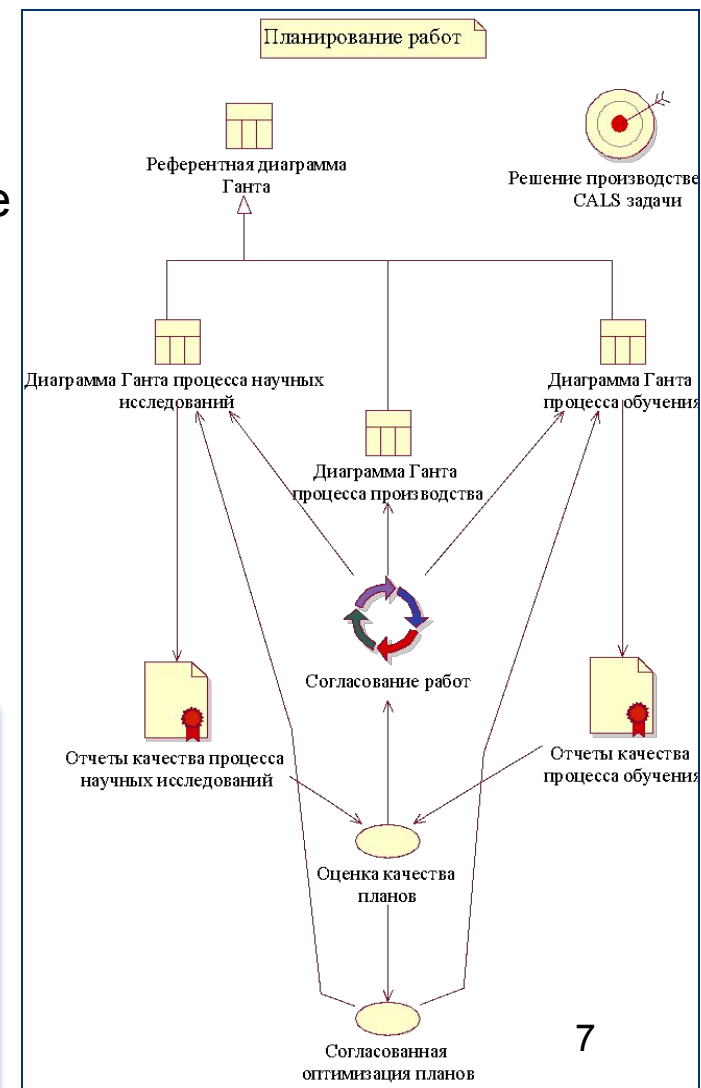 Планирование работ
Референтная диаграмма
Ганта
Решение производстве
CALS задачи
е
Диаграмма Ганта процесса научных
исследований
Диаграмма Ганта
процесса обучения
Диаграмма Ганта
процесса производства
Согласование работ
Отчеты качества процесса
научных исследований
Отчеты качества
процесса обучения
Оценка качества
планов
Согласованная
оптимизация планов
7